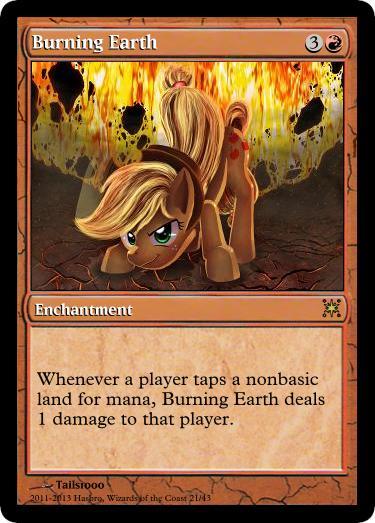 Burning Earth 3
Enchantment
Whenever a player taps a nonbasic
land for mana, Burning Earth deals
1 damage to that player.
Tailsrooo
2011-2013 Hasbro, Wizards of the Coast 21/43